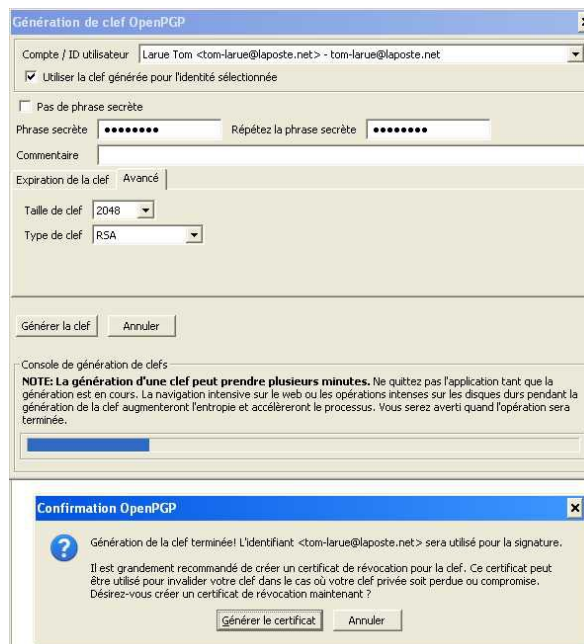 Génération de clef OpenPGP
Compte / ID utilisateur Larue Tom <tom-larue@laposte.net> - tom-larue@laposte.net
Utiliser la clef générée pour l'identité sélectionnée
Pas de phrase secrète
Phrase secrète ●●●●●●●● Répétez la phrase secrète ●●●●●●●●
Commentaire
Expiration de la clef Avancé
Taille de clef 2048
Type de clef RSA
Générer la clef Annuler
Console de génération de clefs
NOTE: La génération d'une clef peut prendre plusieurs minutes. Ne quittez pas l'application tant que la
génération est en cours. La navigation intensive sur le web ou les opérations intenses sur les disques durs pendant la
génération de la clef augmenteront l'entropie et accélèreront le processus. Vous serez averti quand l'opération sera
terminée.
Confirmation OpenPGP
Génération de la clef terminée! L'identifiant <tom-larue@laposte.net> sera utilisé pour la signature.
Il est grandement recommandé de créer un certificat de révocation pour la clef. Ce certificat peut
être utilisé pour invalider votre clef dans le cas où votre clef privée soit perdue ou compromise.
Désirez-vous créer un certificat de révocation maintenant ?
Générer le certificat Annuler